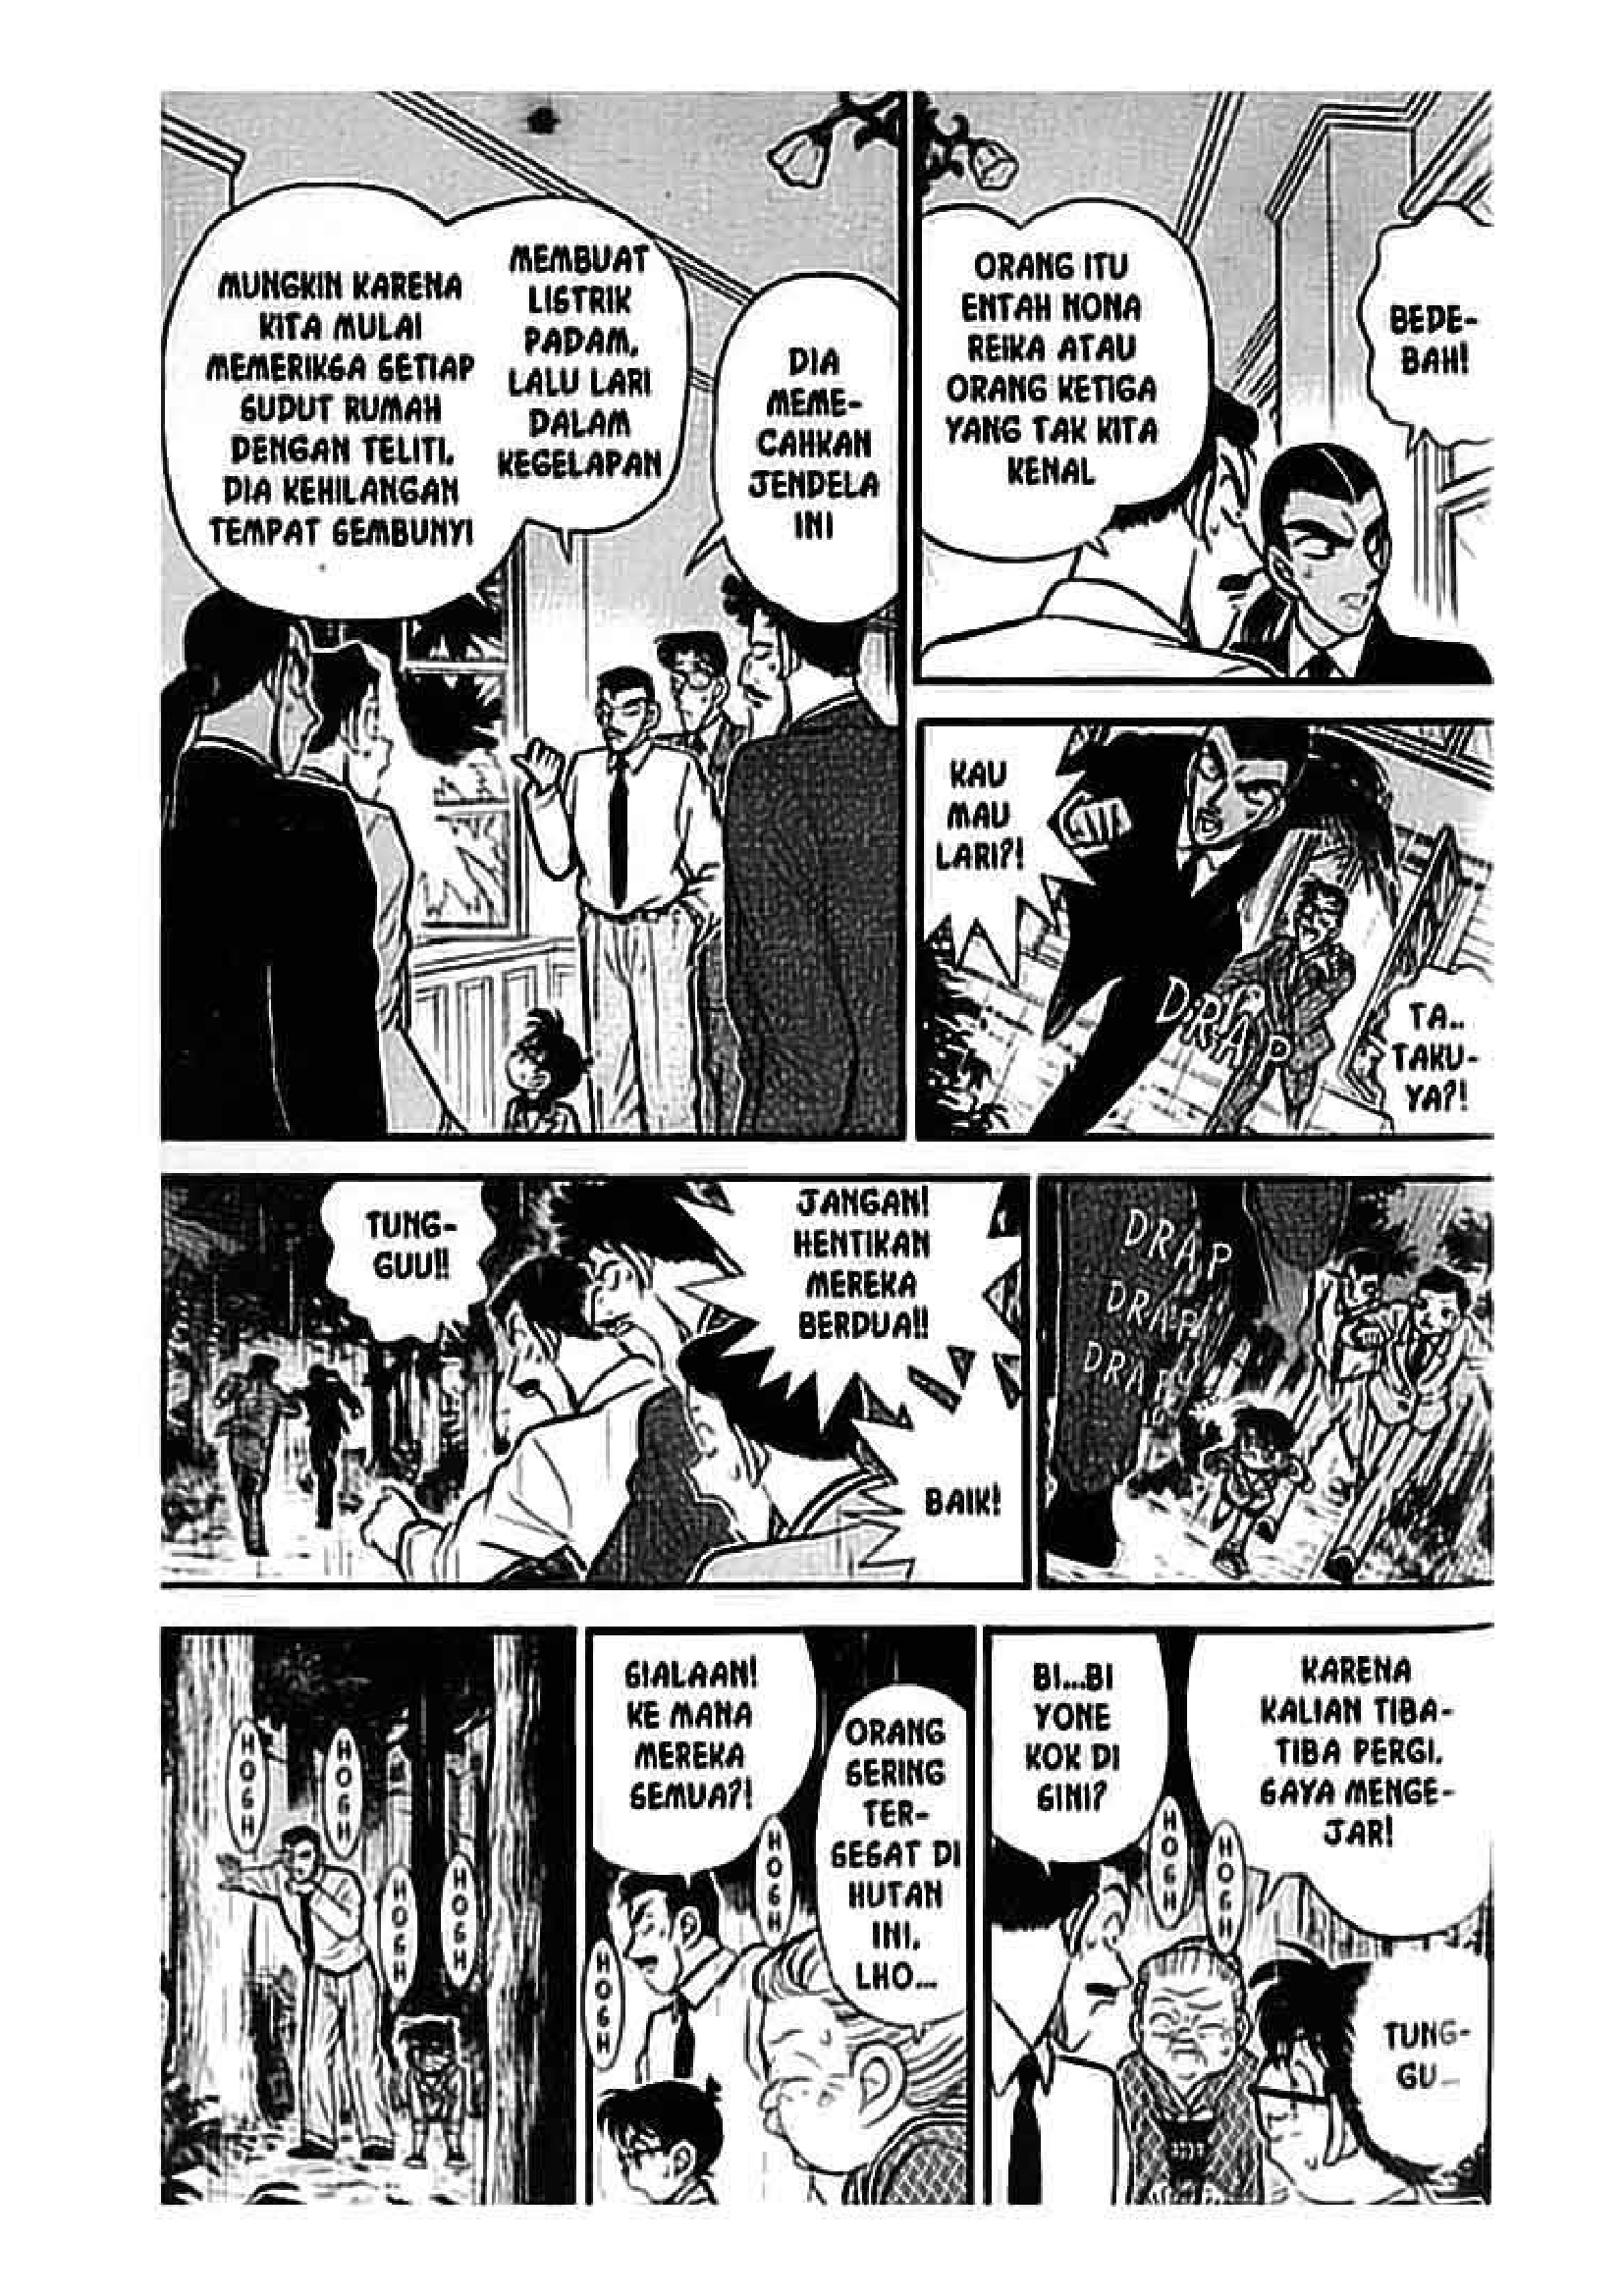 MUNGKIN KARENA
KITA MULAI
MEMERIKSA SETIAP
SUDUT RUMAH
DENGAN TELITI,
DIA KEHILANGAN
TEMPAT SEMBUNYI
MEMBUAT
LISTRIK
PADAM,
LALU LARI
DALAM
KEGELAPAN
DIA
MEME-
CAHKAN
JENDELA
INI
ORANG ITU
ENTAH NONA
REIKA ATAU
ORANG KETIGA
YANG TAK KITA
KENAL
BEDE-
BAH!
KAU
MAU
LARI?!
DRAP
TA..
TAKU-
YA?!
TUNG-
GUU!!
JANGAN!
HENTIKAN
MEREKA
BERDUA!!
BAIK!
DRAP
DRAP
DRAP
HOSH
HOSH
HOSH
HOSH
SIALAAN!
KE MANA
MEREKA
SEMUA?!
HOSH
HOSH
ORANG
SERING
TER-
SESAT DI
HUTAN
INI,
LHO...
BI...BI
YONE
KOK DI
SINI?
HOSH
HOSH
KARENA
KALIAN TIBA-
TIBA PERGI,
SAYA MENGE-
JAR!
TUNG-
GU...